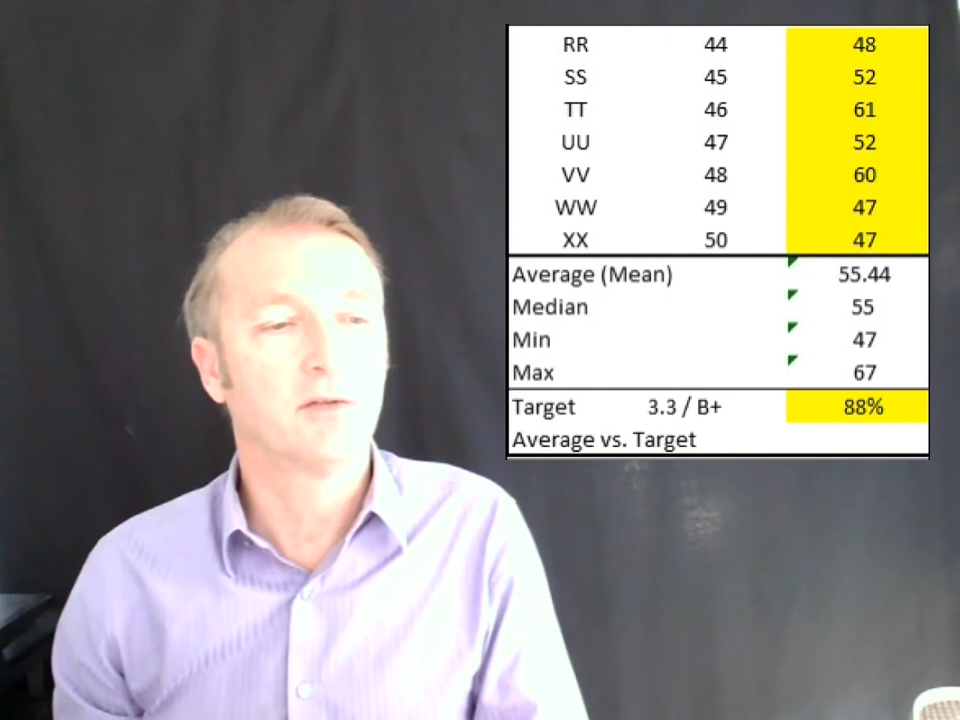 RR 44 48
SS 45 52
TT 46 61
UU 47 52
VV 48 60
WW 49 47
XX 50 47
Average (Mean) 55.44
Median 55
Min 47
Max 67
Target 3.3 / B+ 88%
Average vs. Target